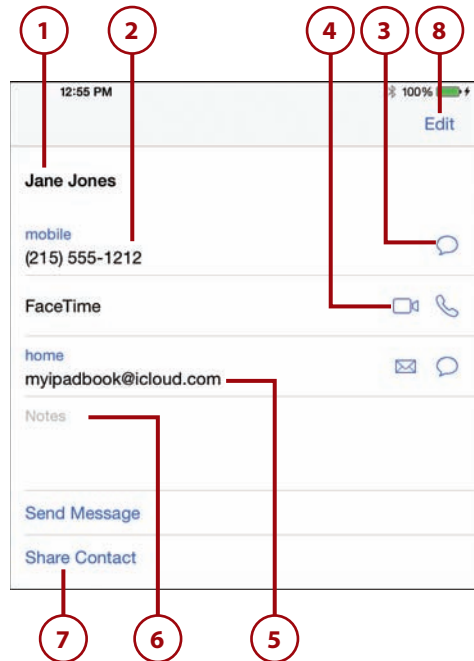 1 2 4 3 8
12:55 PM 100%
Edit
Jane Jones
mobile
(215) 555-1212
FaceTime
home
myipadbook@icloud.com
Notes
Send Message
Share Contact
7 6 5